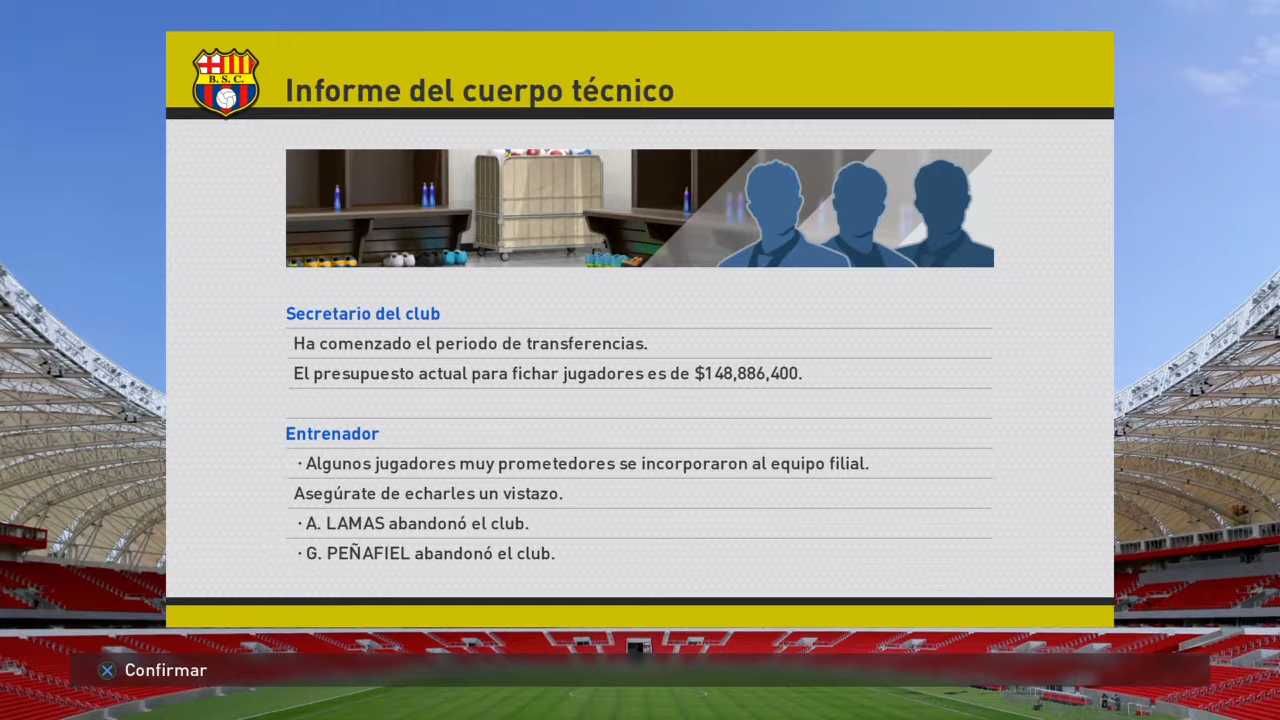 B. S. C.
Informe del cuerpo técnico
Secretario del club
Ha comenzado el periodo de transferencias.
El presupuesto actual para fichar jugadores es de $148,886,400.
Entrenador
· Algunos jugadores muy prometedores se incorporaron al equipo filial.
Asegúrate de echarles un vistazo.
· A. LAMAS abandonó el club.
· G. PEÑAFIEL abandonó el club.
Confirmar